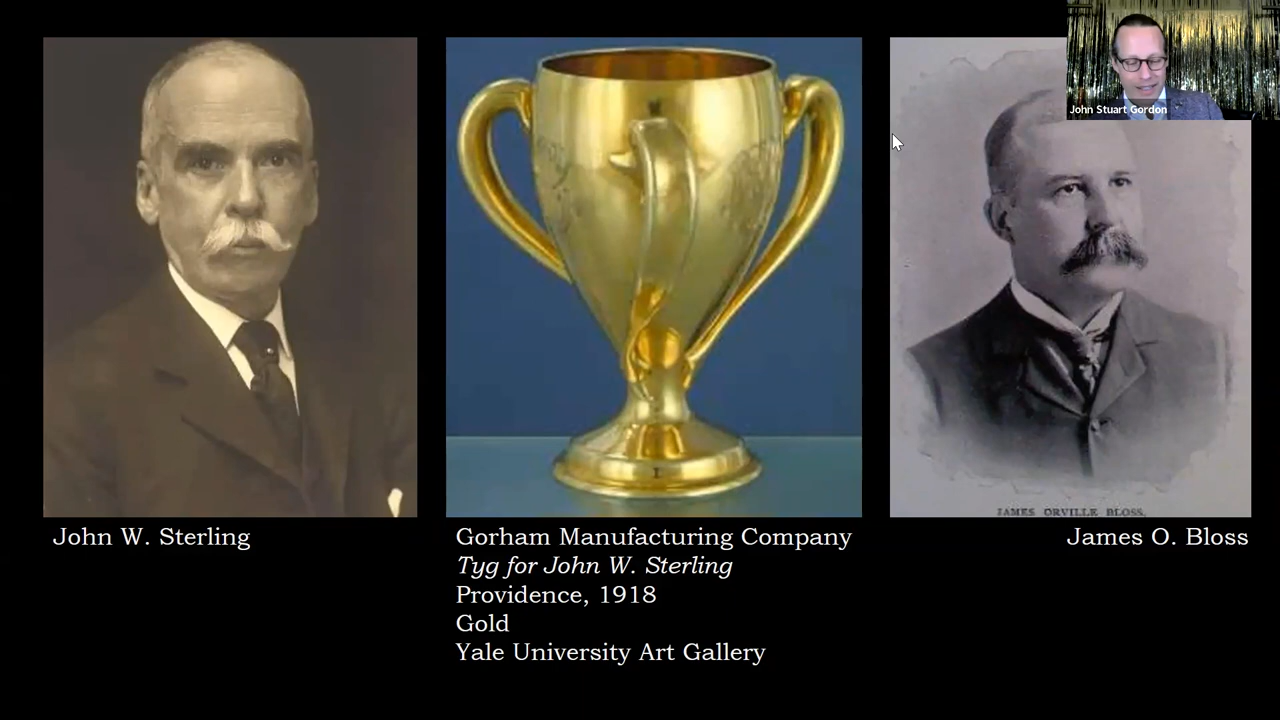 John Stuart Gordon
JAMES ORVILLE BLOSS.
John W. Sterling
Gorham Manufacturing Company
Tyg for John W. Sterling
Providence, 1918
Gold
Yale University Art Gallery
James O. Bloss